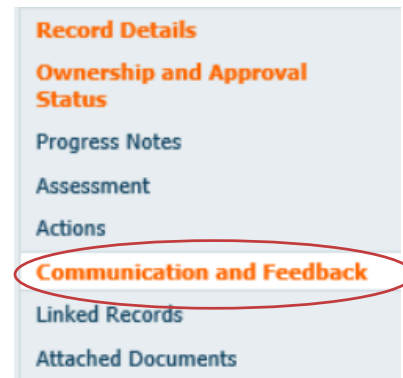 Record Details
Ownership and Approval
Status
Progress Notes
Assessment
Actions
Communication and Feedback
Linked Records
Attached Documents